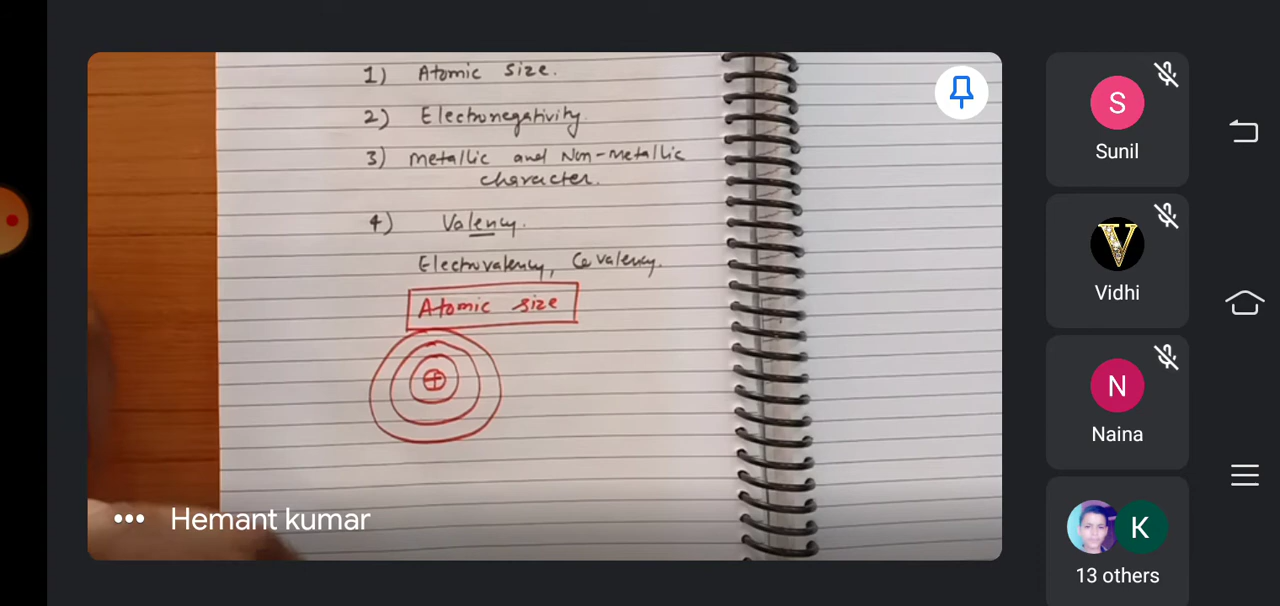 1) Atomic size.
2) Electronegativity.
3) Metallic and Non-Metallic
character.
4) Valency.
Electrovalency, Covalency.
Atomic size
+
Hemant kumar
S
Sunil
V
Vidhi
N
Naina
K
13 others